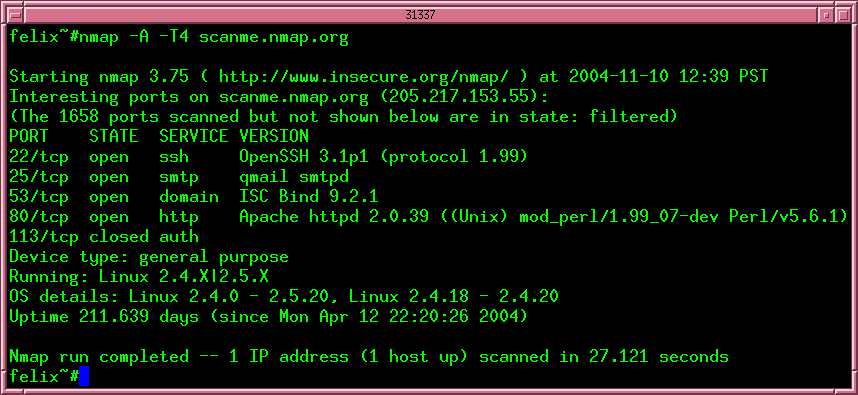 31337
felix~#nmap -A -T4 scanme.nmap.org
Starting nmap 3.75 ( http://www.insecure.org/nmap/ ) at 2004-11-10 12:39 PST
Interesting ports on scanme.nmap.org (205.217.153.55):
(The 1658 ports scanned but not shown below are in state: filtered)
PORT    STATE  SERVICE VERSION
22/tcp  open   ssh     OpenSSH 3.1p1 (protocol 1.99)
25/tcp  open   smtp    qmail smtpd
53/tcp  open   domain  ISC Bind 9.2.1
80/tcp  open   http    Apache httpd 2.0.39 ((Unix) mod_perl/1.99_07-dev Perl/v5.6.1)
113/tcp closed auth
Device type: general purpose
Running: Linux 2.4.X|2.5.X
OS details: Linux 2.4.0 - 2.5.20, Linux 2.4.18 - 2.4.20
Uptime 211.639 days (since Mon Apr 12 22:20:26 2004)
Nmap run completed -- 1 IP address (1 host up) scanned in 27.121 seconds
felix~#